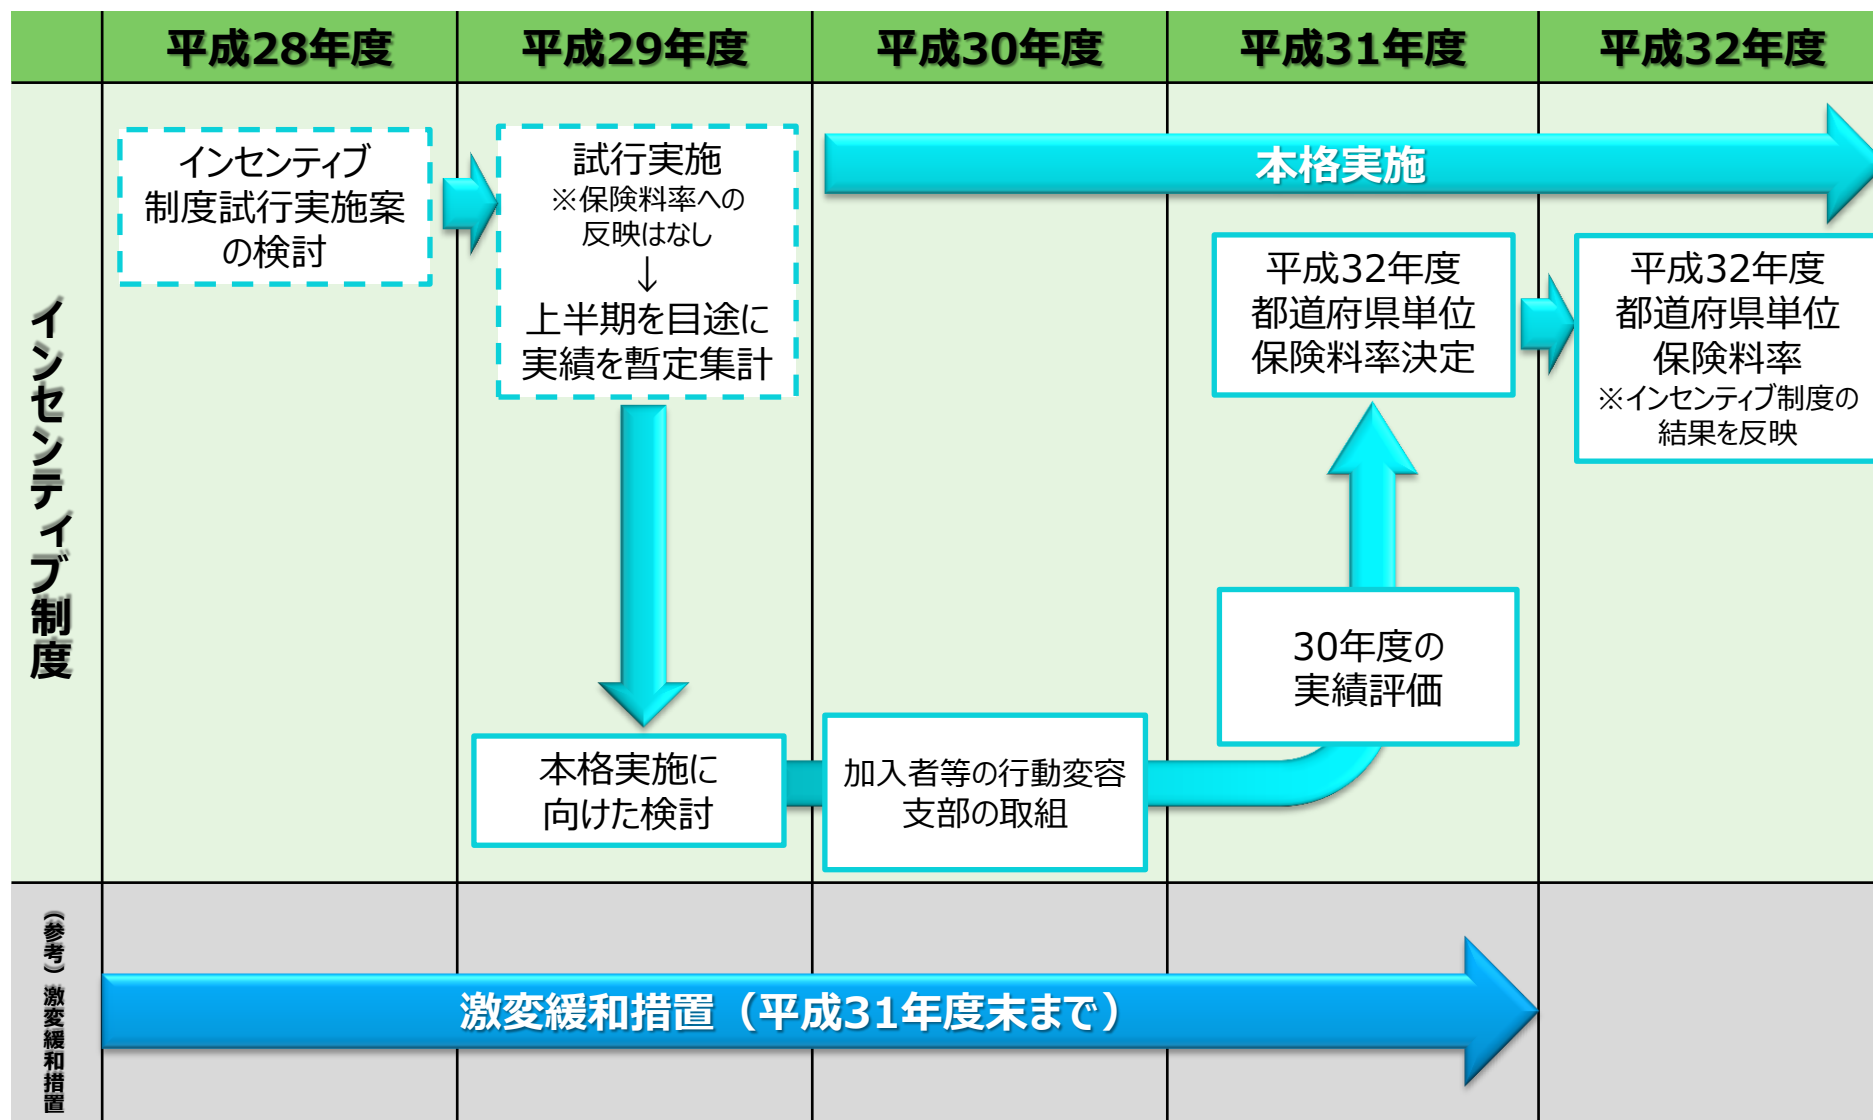 平成28年度
平成29年度
平成30年度
平成31年度
平成32年度
インセンティブ制度
インセンティブ
制度試行実施案
の検討
試行実施
※保険料率への
反映はなし
↓
上半期を目途に
実績を暫定集計
本格実施に
向けた検討
本格実施
加入者等の行動変容
支部の取組
30年度の
実績評価
平成32年度
都道府県単位
保険料率決定
平成32年度
都道府県単位
保険料率
※インセンティブ制度の
結果を反映
（参考）激変緩和措置
激変緩和措置（平成31年度末まで）